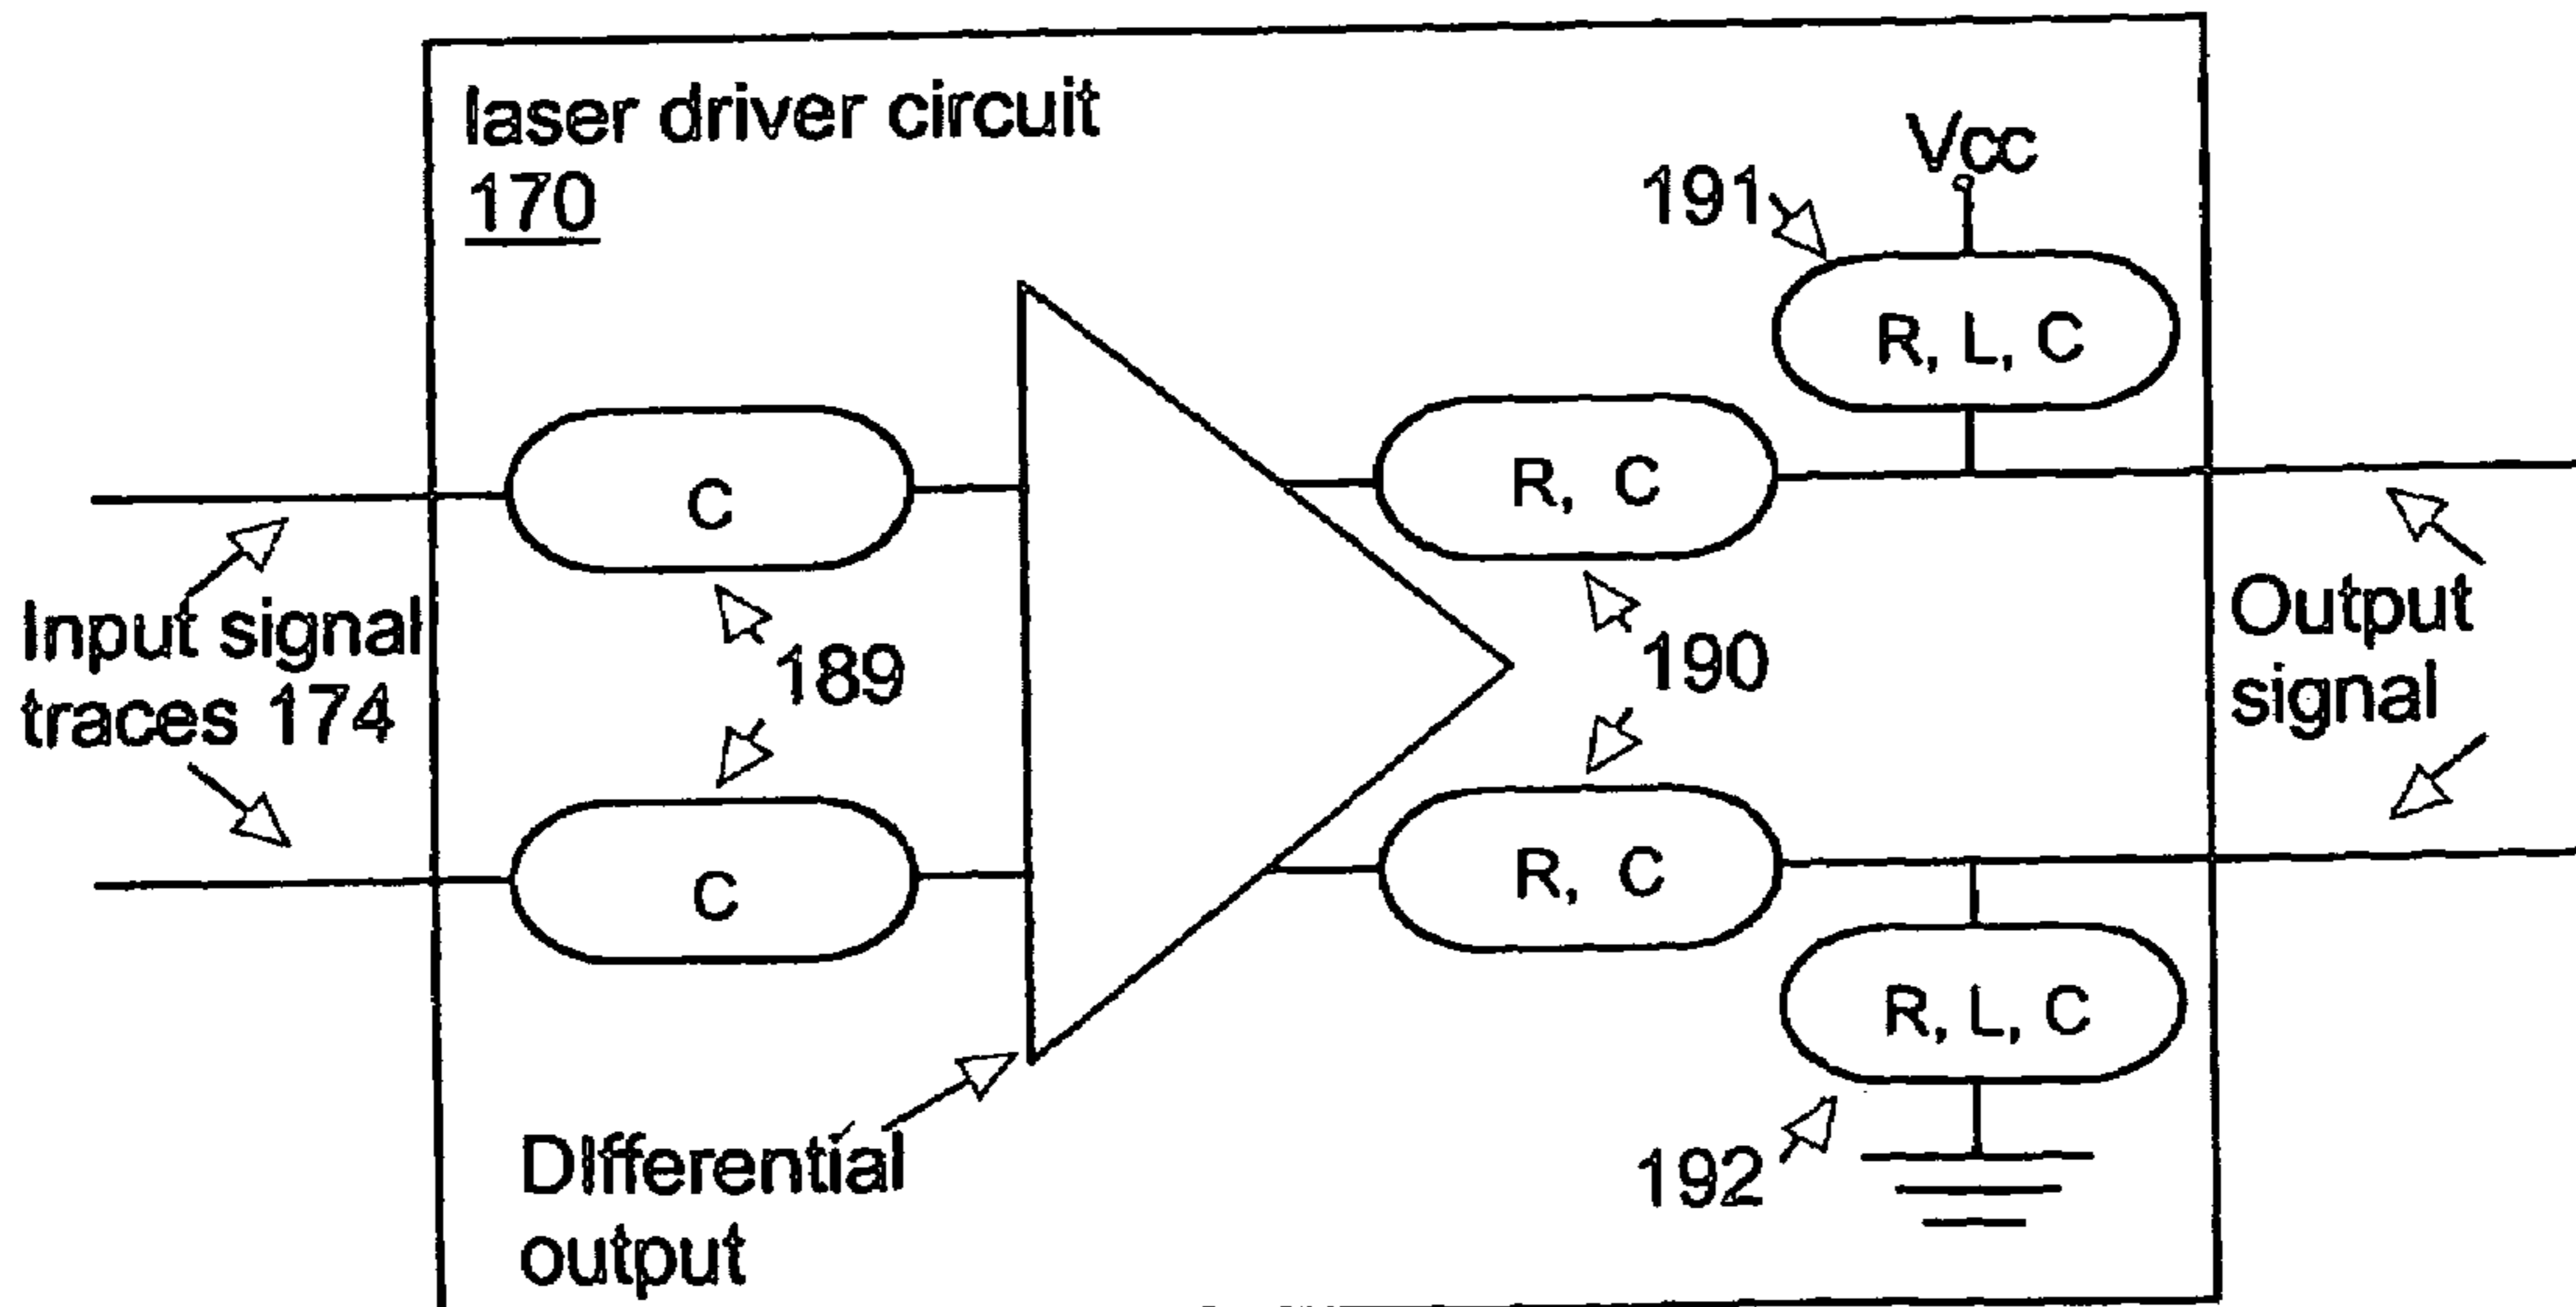 laser driver circuit
170
Vcc
191
R, L, C
C
R, C
Input signal
traces 174
189
190
Output
signal
C
R, C
R, L, C
192
DIfferential
output